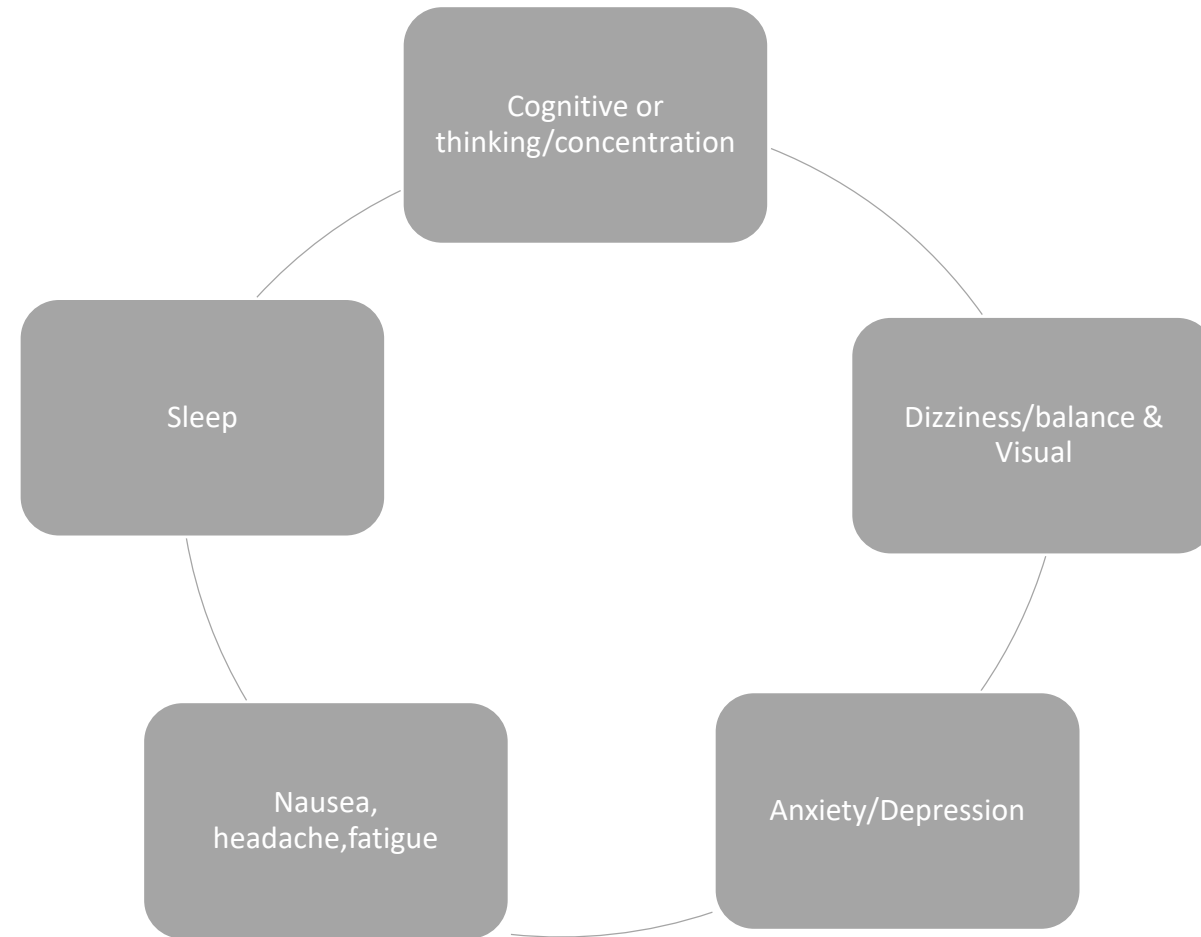 Cognitive or
thinking/concentration
Sleep
Dizziness/balance &
Visual
Nausea,
headache,fatigue
Anxiety/Depression